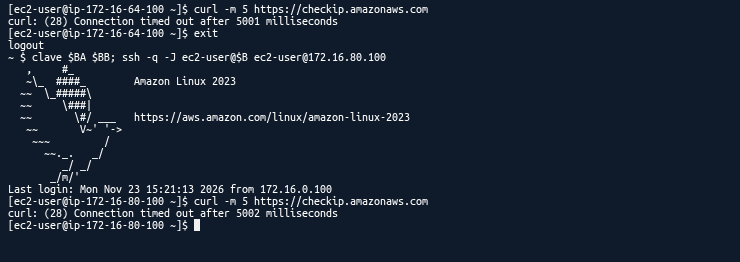 [ec2-user@ip-172-16-64-100 ~]$ curl -m 5 https://checkip.amazonaws.com
curl: (28) Connection timed out after 5001 milliseconds
[ec2-user@ip-172-16-64-100 ~]$ exit
logout
~ $ clave $BA $BB; ssh -q -J ec2-user@$B ec2-user@172.16.80.100
   ,     #_
   ~\_  ####_        Amazon Linux 2023
  ~~  \_#####\
  ~~     \###|
  ~~       \#/ ___   https://aws.amazon.com/linux/amazon-linux-2023
   ~~       V~' '->
    ~~~         /
      ~~._.   _/
         _/ _/
       _/m/'
Last login: Mon Nov 23 15:21:13 2026 from 172.16.0.100
[ec2-user@ip-172-16-80-100 ~]$ curl -m 5 https://checkip.amazonaws.com
curl: (28) Connection timed out after 5002 milliseconds
[ec2-user@ip-172-16-80-100 ~]$